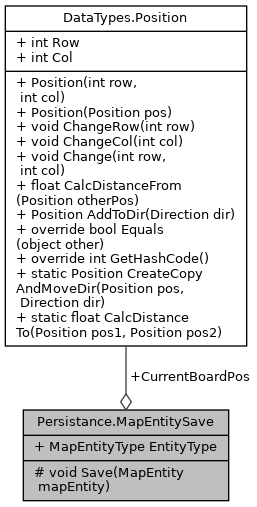 DataTypes.Position
+ int Row
+ int Col
+ Position(int row,
int col)
+ Position(Position pos)
+ void ChangeRow(int row)
+ void ChangeCol(int col)
+ void Change(int row,
int col)
+ float CalcDistanceFrom
(Position otherPos)
+ Position AddToDir(Direction dir)
+ override bool Equals
(object other)
+ override int GetHashCode()
+ static Position CreateCopy
AndMoveDir(Position pos,
Direction dir)
+ static float CalcDistance
To(Position pos1, Position pos2)
+CurrentBoardPos
Persistance.MapEntitySave
+ MapEntityType EntityType
# void Save(MapEntity
mapEntity)